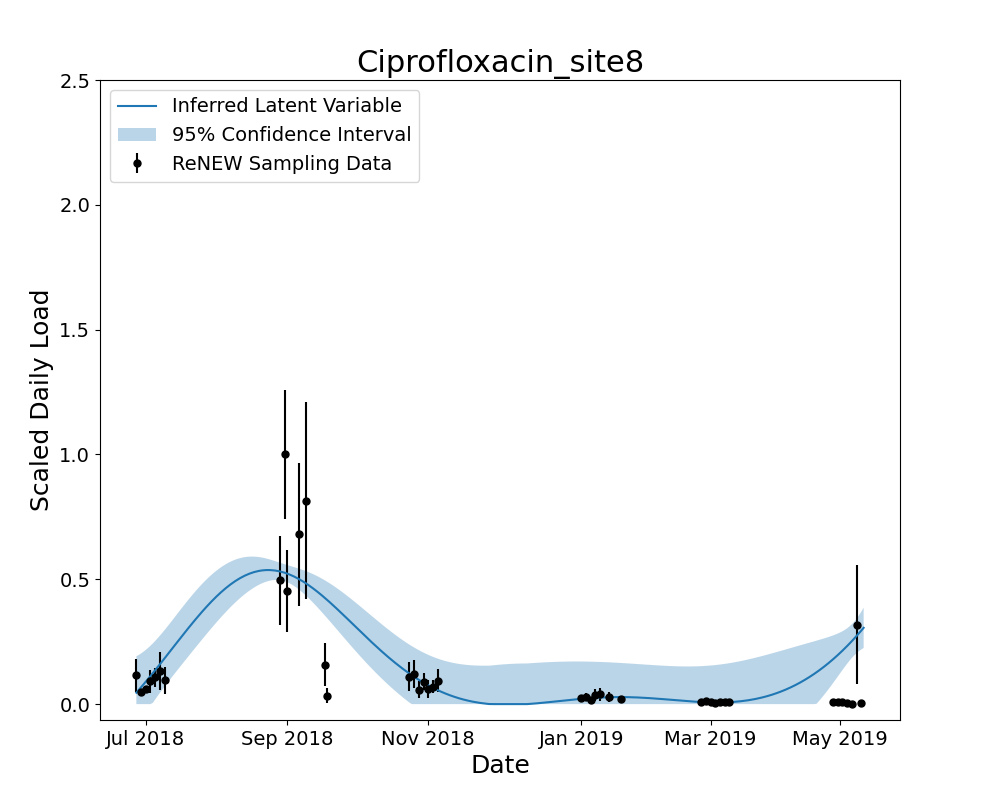 Ciprofloxacin_site8
2.5
2.0
1.5
1.0
0.5
0.0
Scaled Daily Load
Inferred Latent Variable
95% Confidence Interval
ReNEW Sampling Data
Jul 2018 Sep 2018 Nov 2018 Jan 2019 Mar 2019 May 2019
Date